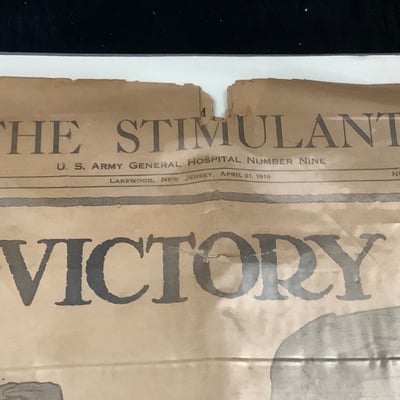 THE STIMULANT
U. S. ARMY GENERAL HOSPITAL NUMBER NINE
LAKEWOOD, NEW JERSEY, APRIL 21, 1919
VICTORY